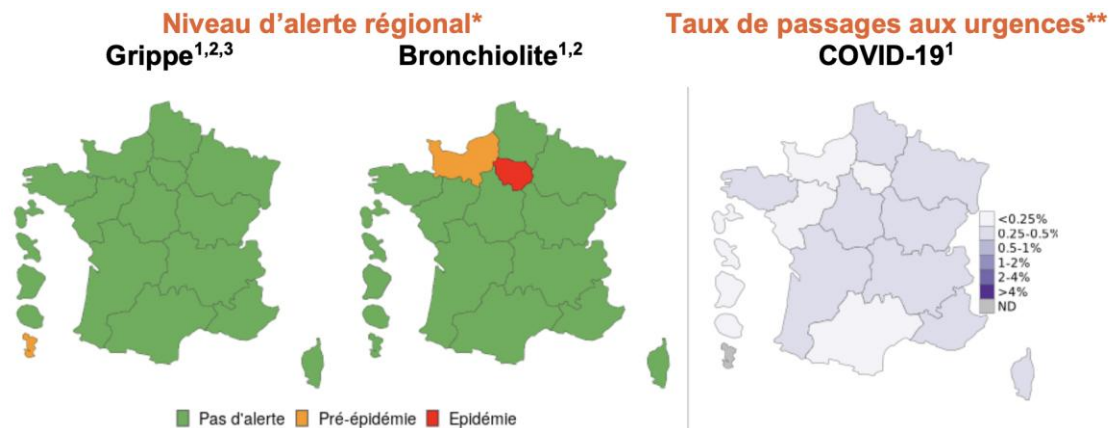 Niveau d'alerte régional*
Taux de passages aux urgences**
Grippe1,2,3
Bronchiolite1,2
COVID-191
<0.25%
0.25-0.5%
0.5-1%
1-2%
2-4%
>4%
ND
Pas d'alerte
Pré-épidémie
Epidémie